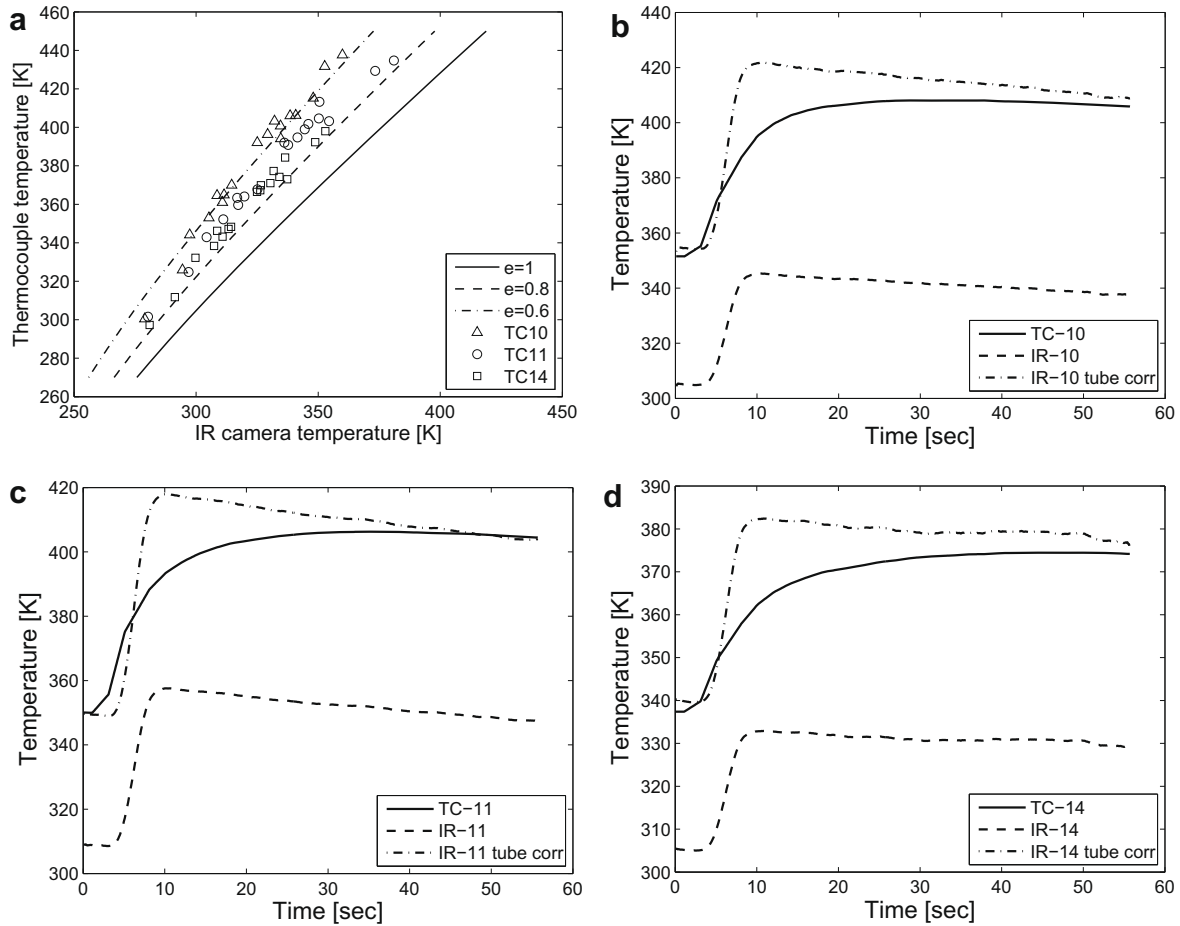 a
Thermocouple temperature [K]
460
440
420
400
380
360
340
320
300
280
260
250
300
350
400
450
IR camera temperature [K]
e=1
e=0.8
e=0.6
TC10
TC11
TC14
b
Temperature [K]
440
420
400
380
360
340
320
300
0
10
20
30
40
50
60
Time [sec]
TC−10
IR−10
IR−10 tube corr
c
Temperature [K]
420
400
380
360
340
320
300
0
10
20
30
40
50
60
Time [sec]
TC−11
IR−11
IR−11 tube corr
d
Temperature [K]
390
380
370
360
350
340
330
320
310
300
0
10
20
30
40
50
60
Time [sec]
TC−14
IR−14
IR−14 tube corr